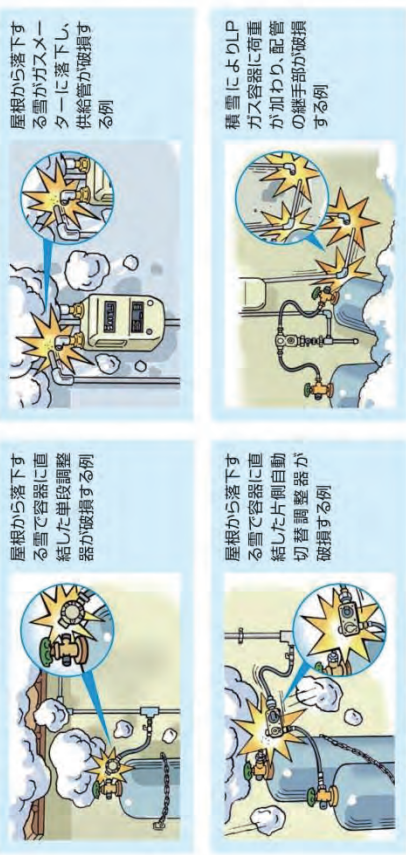 屋根から落下す
る雪で容器に直
結した単段調整
器が破損する例
屋根から落下す
る雪がガスメー
ターに落下し、
供給管が破損す
る例
屋根から落下す
る雪で容器に直
結した片側自動
切替調整器が
破損する例
積雪によりLP
ガス容器に荷重
が加わり、配管
の継手部が破損
する例